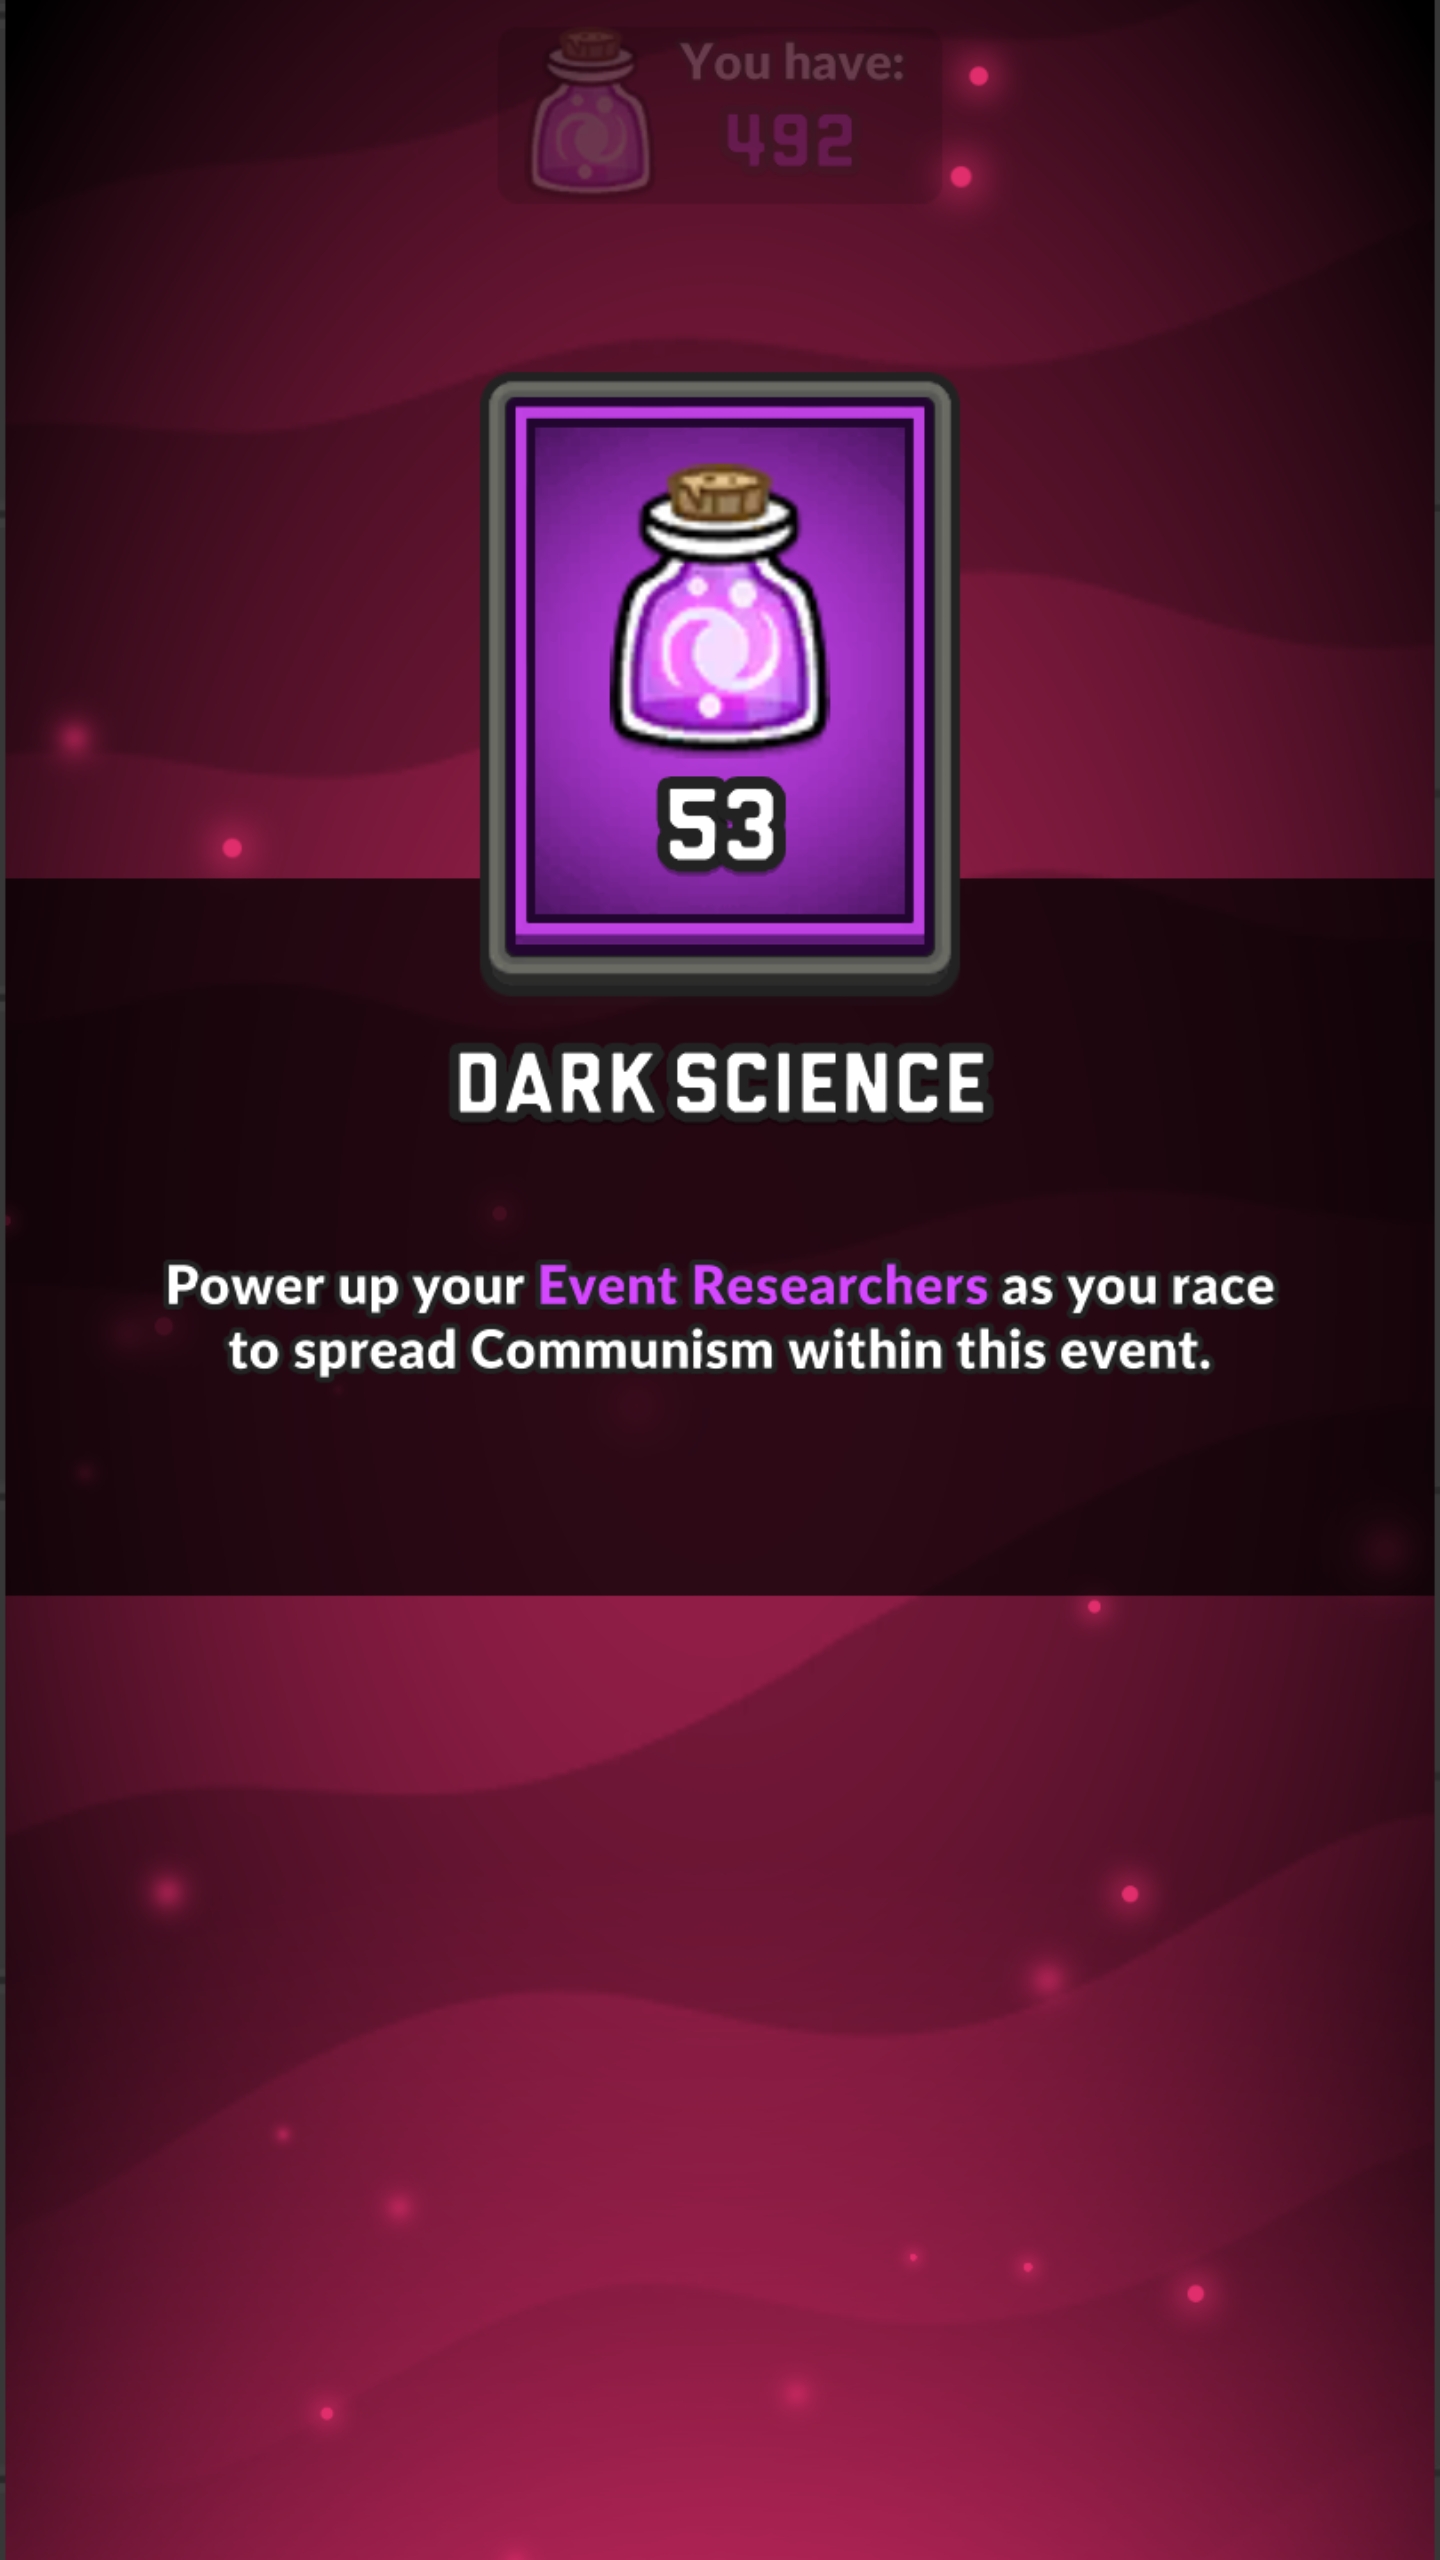 You have:
492
53
DARK SCIENCE
Power up your Event Researchers as you race
to spread Communism within this event.